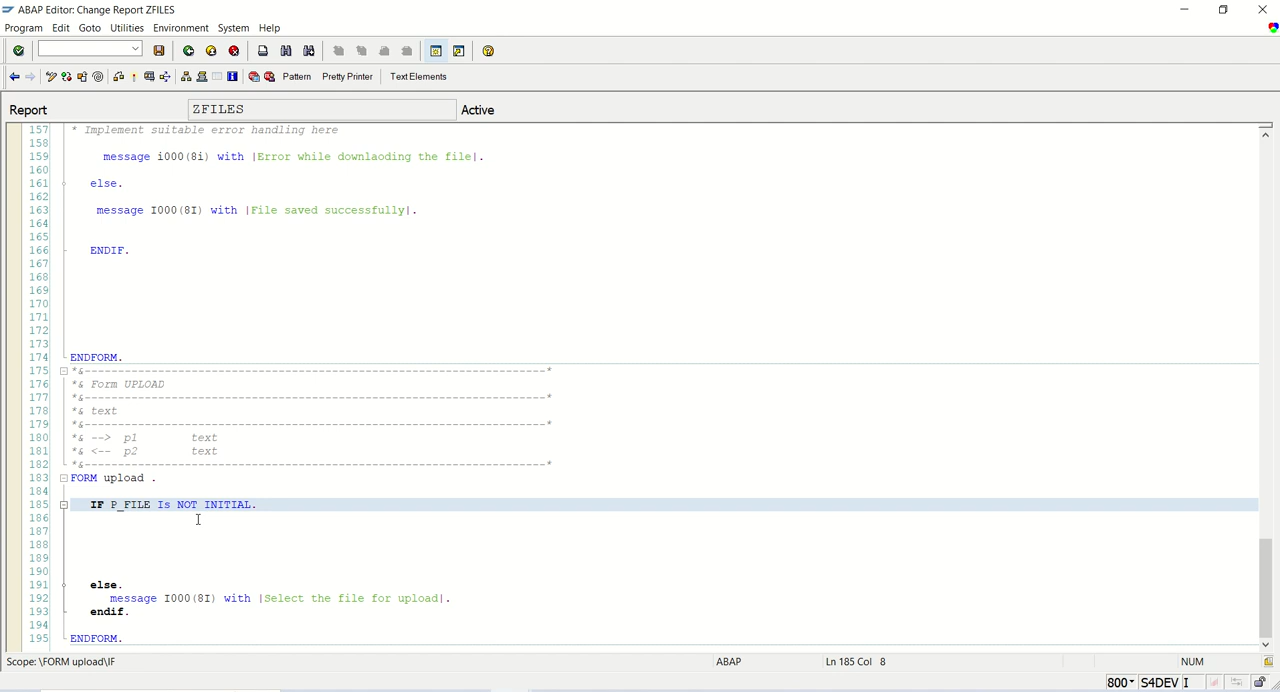 ABAP Editor: Change Report ZFILES
Program Edit Goto Utilities Environment System Help
Pattern Pretty Printer Text Elements
Report ZFILES Active
157 * Implement suitable error handling here
158
159 message i000(8i) with |Error while downlaoding the file|.
160
161 else.
162
163 message I000(8I) with |File saved successfully|.
164
165
166 ENDIF.
167
168
169
170
171
172
173
174 ENDFORM.
175 *&---------------------------------------------------------------------*
176 *& Form UPLOAD
177 *&---------------------------------------------------------------------*
178 *& text
179 *&---------------------------------------------------------------------*
180 *& --> p1 text
181 *& <-- p2 text
182 *&---------------------------------------------------------------------*
183 FORM upload .
184
185 IF P_FILE Is NOT INITIAL.
186
187
188
189
190
191 else.
192 message I000(8I) with |Select the file for upload|.
193 endif.
194
195 ENDFORM.
Scope: \FORM upload\IF ABAP Ln 185 Col 8 NUM
800 S4DEV